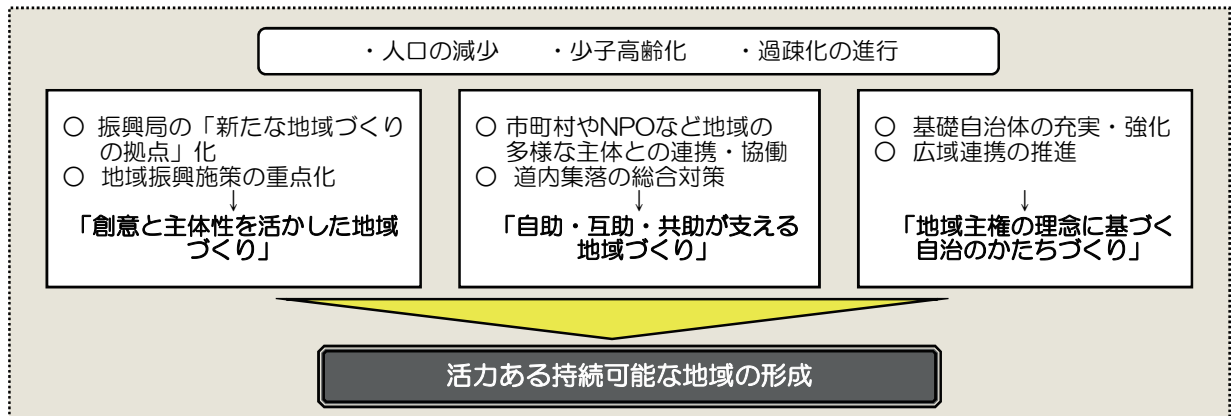 ・人口の減少　　・少子高齢化　　・過疎化の進行
○ 振興局の「新たな地域づくり
の拠点」化
○ 地域振興施策の重点化
↓
「創意と主体性を活かした地域
づくり」
○ 市町村やNPOなど地域の
多様な主体との連携・協働
○ 道内集落の総合対策
↓
「自助・互助・共助が支える
地域づくり」
○ 基礎自治体の充実・強化
○ 広域連携の推進
↓
「地域主権の理念に基づく
自治のかたちづくり」
活力ある持続可能な地域の形成